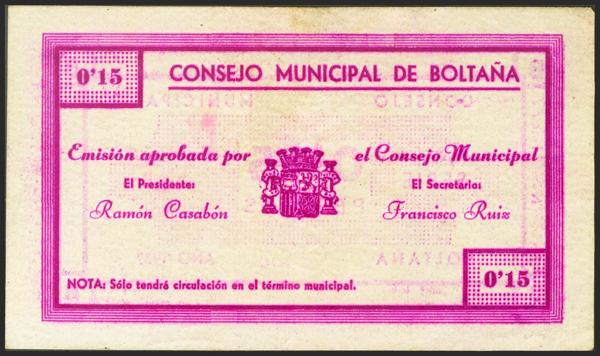 0'15
CONSEJO MUNICIPAL DE BOLTAÑA
Emisión aprobada por el Consejo Municipal
El Presidente: El Secretario:
Ramón Casabón Francisco Ruiz
NOTA: Sólo tendrá circulación en el término municipal.
0'15